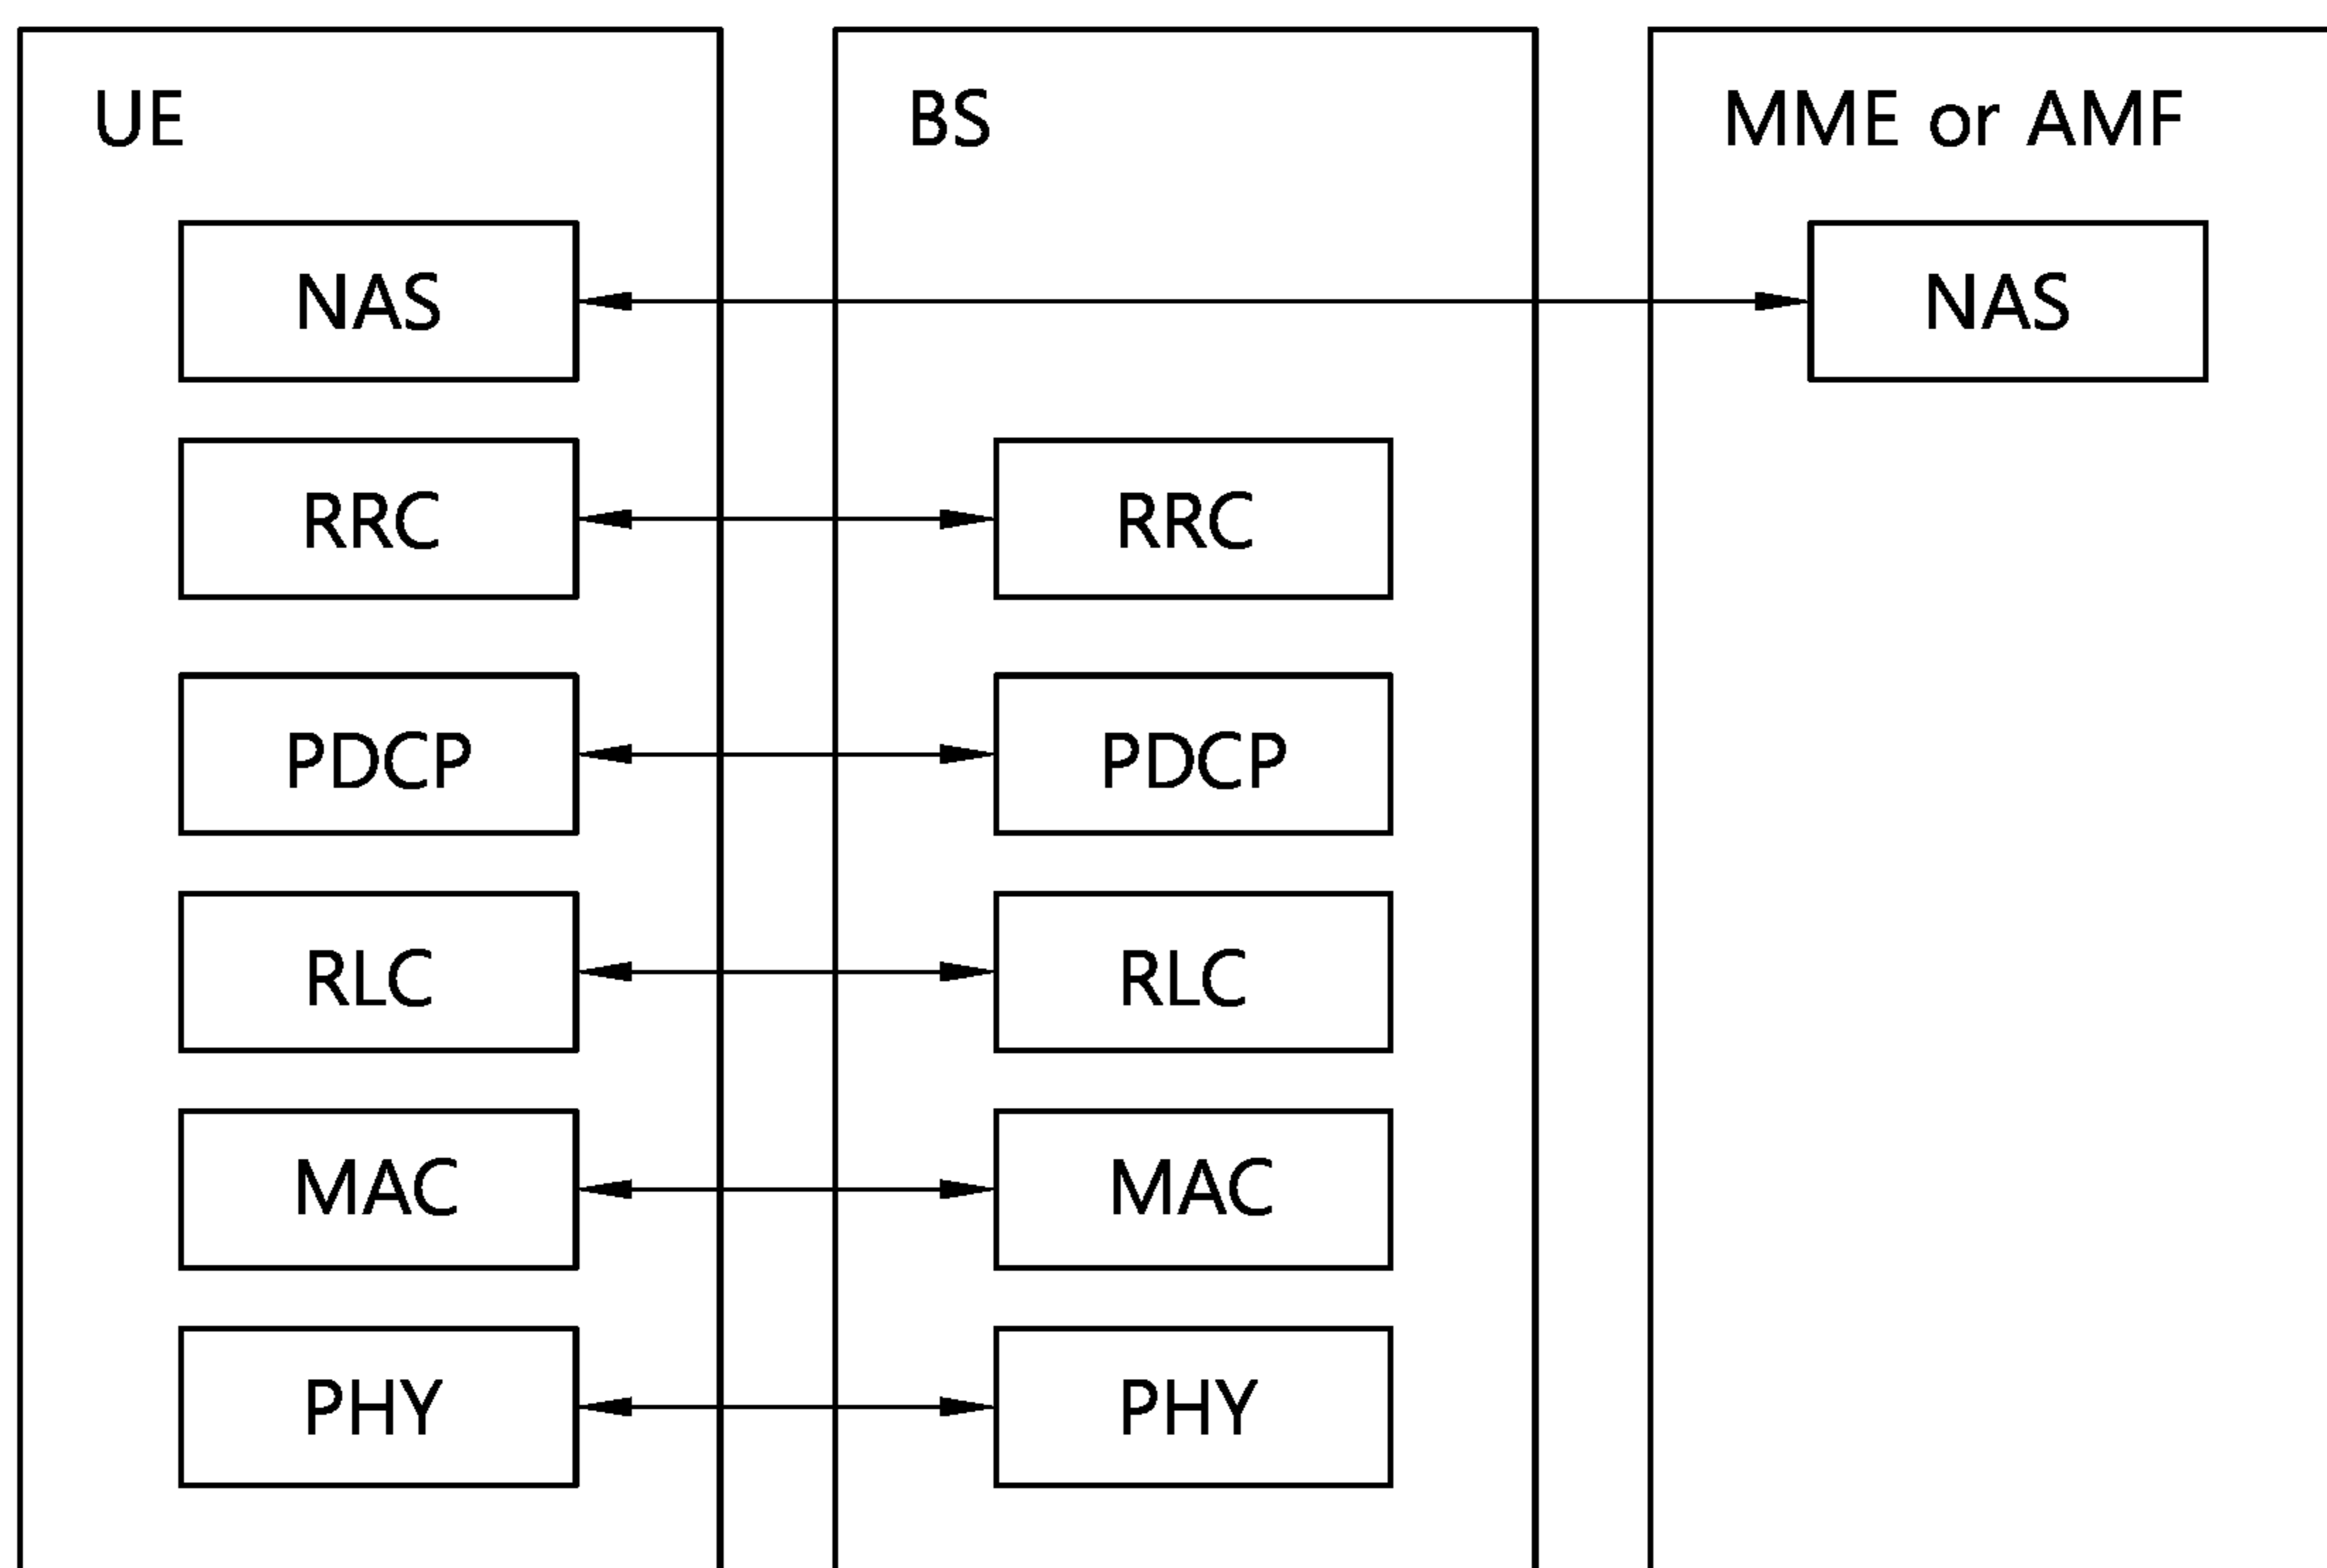 UE BS MME or AMF
NAS NAS
RRC RRC
PDCP PDCP
RLC RLC
MAC MAC
PHY PHY